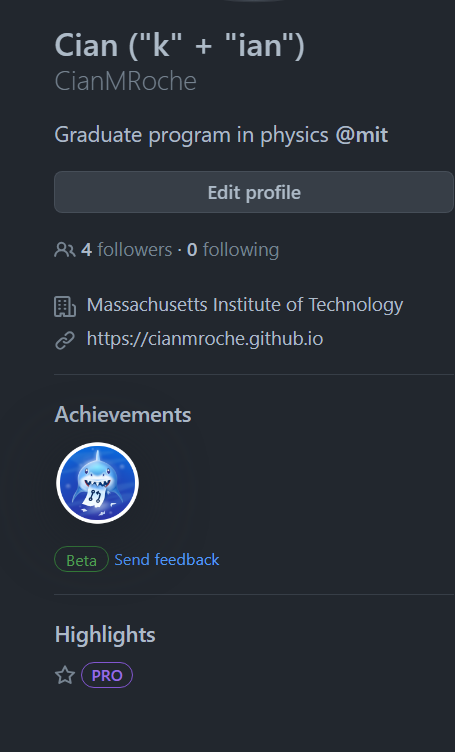 Cian ("k" + "ian")
CianMRoche
Graduate program in physics @mit
Edit profile
4 followers · 0 following
Massachusetts Institute of Technology
https://cianmroche.github.io
Achievements
Beta Send feedback
Highlights
PRO